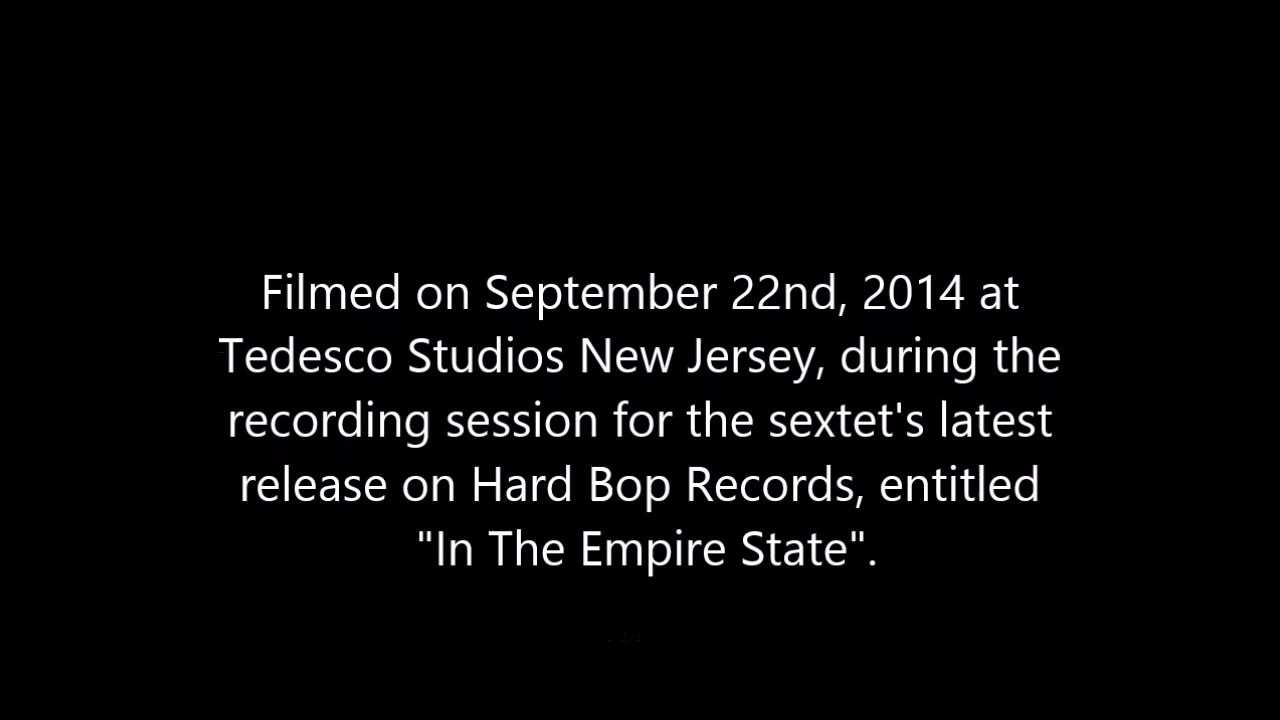 Filmed on September 22nd, 2014 at
Tedesco Studios New Jersey, during the
recording session for the sextet's latest
release on Hard Bop Records, entitled
"In The Empire State".